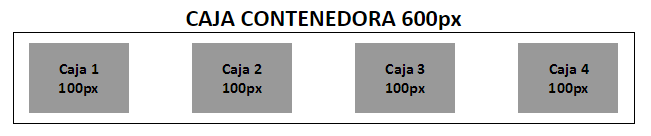 CAJA CONTENEDORA 600px
Caja 1
100px
Caja 2
100px
Caja 3
100px
Caja 4
100px